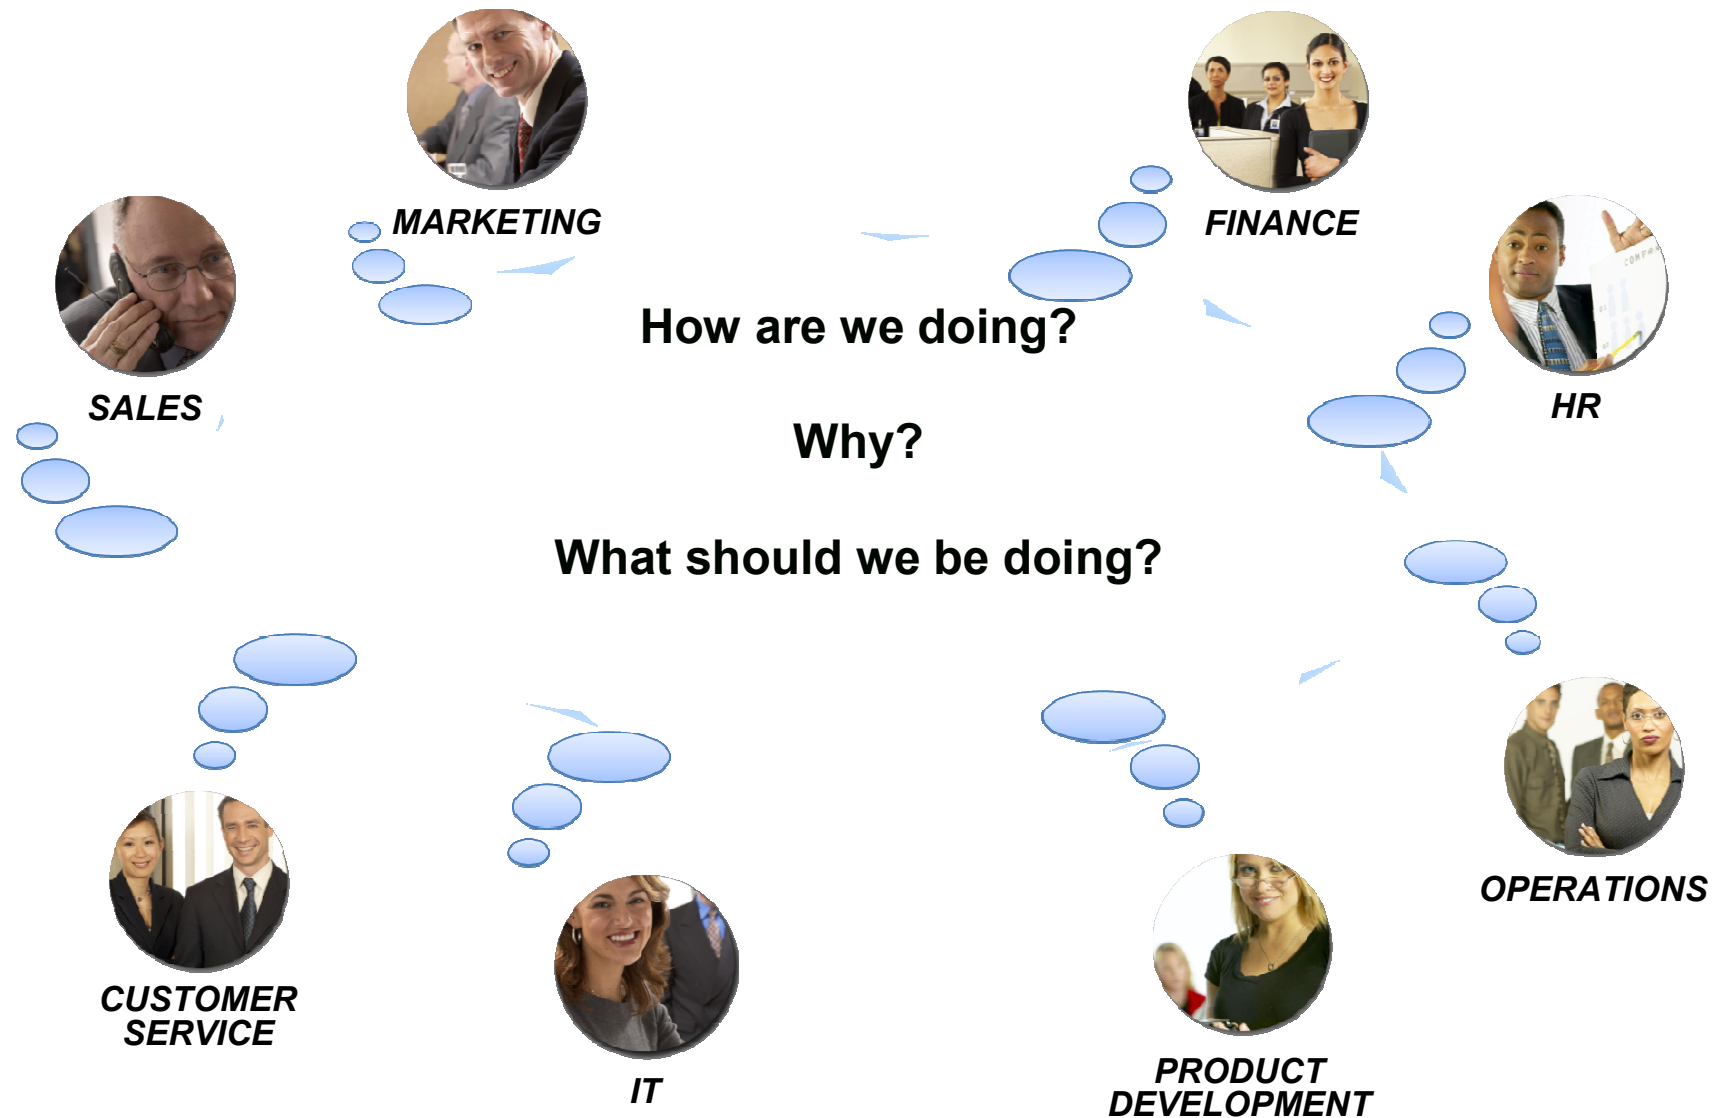 MARKETING
FINANCE
SALES
HR
How are we doing?
Why?
What should we be doing?
OPERATIONS
CUSTOMER
SERVICE
IT
PRODUCT
DEVELOPMENT